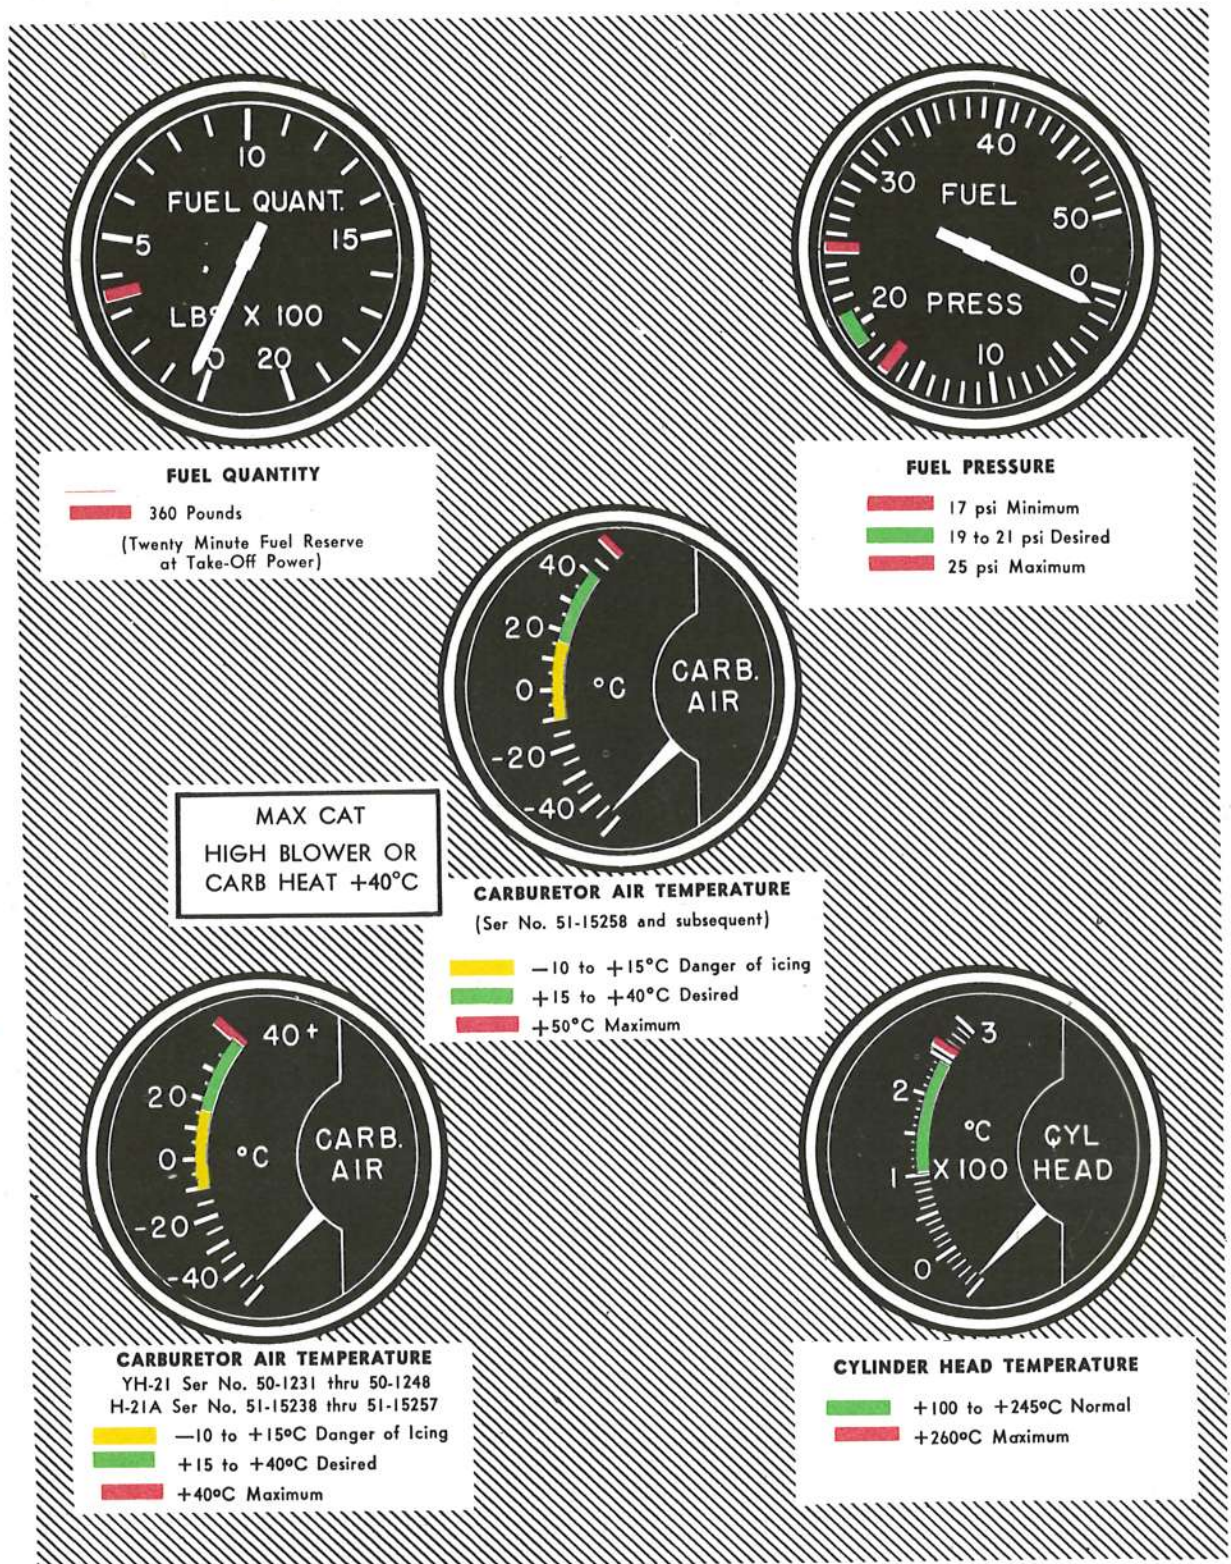 10
FUEL QUANT.
5
15
LBS X 100
0
20
FUEL QUANTITY
360 Pounds
(Twenty Minute Fuel Reserve
at Take-Off Power)
40
30
FUEL
50
0
20
PRESS
10
FUEL PRESSURE
17 psi Minimum
19 to 21 psi Desired
25 psi Maximum
40
20
0
°C
CARB.
AIR
-20
-40
MAX CAT
HIGH BLOWER OR
CARB HEAT +40°C
CARBURETOR AIR TEMPERATURE
(Ser No. 51-15258 and subsequent)
—10 to +15°C Danger of icing
+15 to +40°C Desired
+50°C Maximum
40+
20
0
°C
CARB.
AIR
-20
-40
CARBURETOR AIR TEMPERATURE
YH-21 Ser No. 50-1231 thru 50-1248
H-21A Ser No. 51-15238 thru 51-15257
—10 to +15°C Danger of Icing
+15 to +40°C Desired
+40°C Maximum
3
2
°C
X100
1
CYL
HEAD
0
CYLINDER HEAD TEMPERATURE
+100 to +245°C Normal
+260°C Maximum